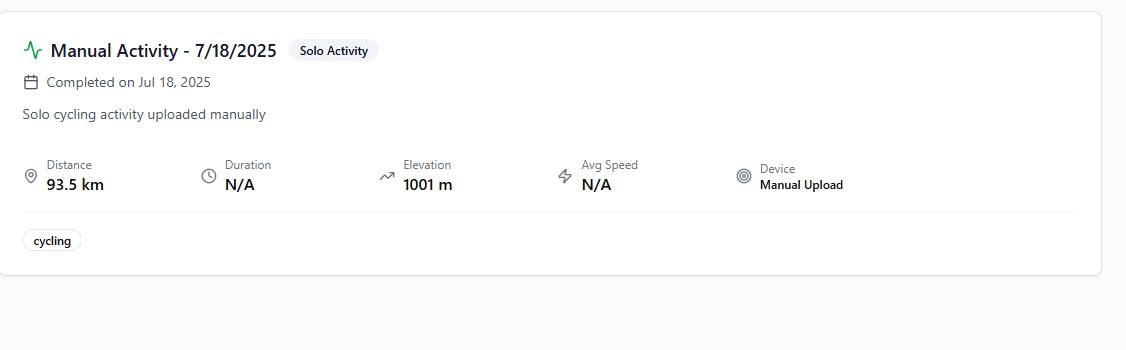 Manual Activity - 7/18/2025 Solo Activity
Completed on Jul 18, 2025
Solo cycling activity uploaded manually
Distance
93.5 km
Duration
N/A
Elevation
1001 m
Avg Speed
N/A
Device
Manual Upload
cycling